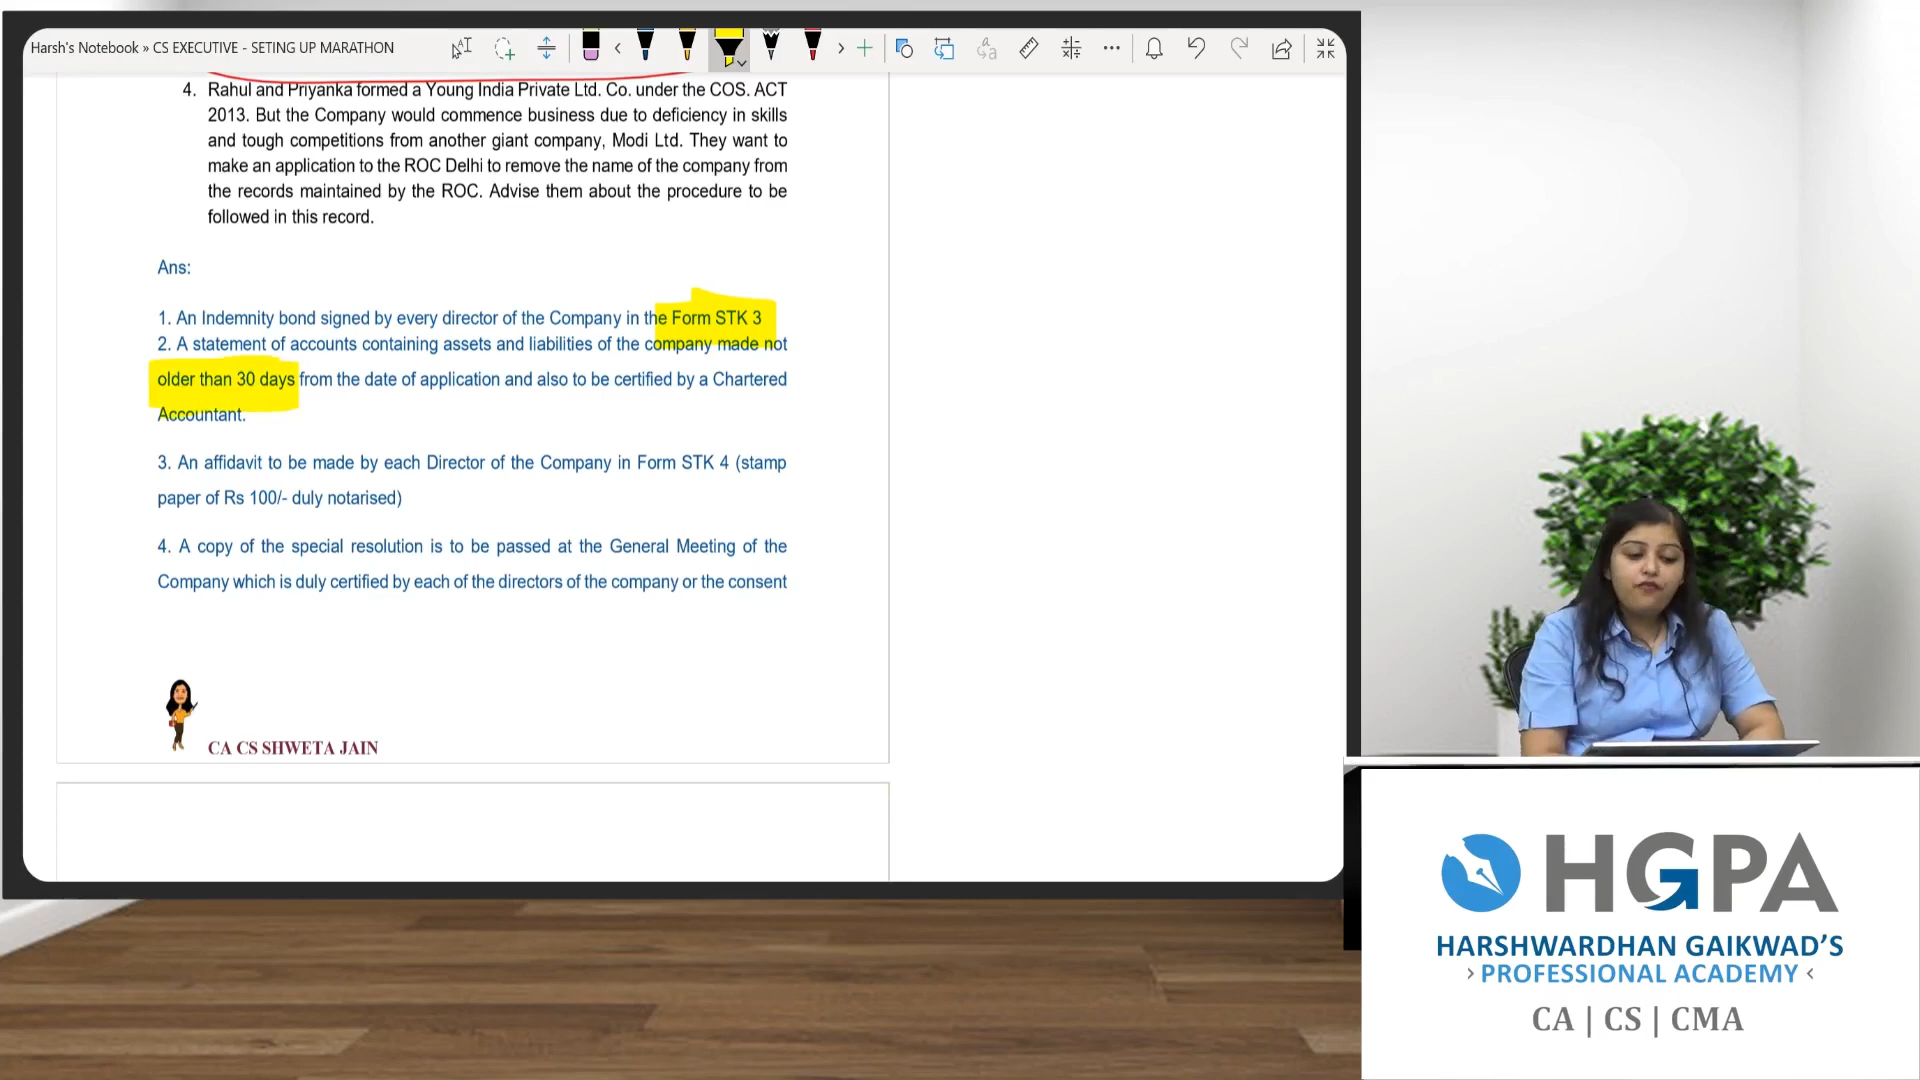 Harsh's Notebook » CS EXECUTIVE - SETING UP MARATHON
4. Rahul and Priyanka formed a Young India Private Ltd. Co. under the COS. ACT
2013. But the Company would commence business due to deficiency in skills
and tough competitions from another giant company, Modi Ltd. They want to
make an application to the ROC Delhi to remove the name of the company from
the records maintained by the ROC. Advise them about the procedure to be
followed in this record.
Ans:
1. An Indemnity bond signed by every director of the Company in the Form STK 3
2. A statement of accounts containing assets and liabilities of the company made not
older than 30 days from the date of application and also to be certified by a Chartered
Accountant.
3. An affidavit to be made by each Director of the Company in Form STK 4 (stamp
paper of Rs 100/- duly notarised)
4. A copy of the special resolution is to be passed at the General Meeting of the
Company which is duly certified by each of the directors of the company or the consent
CA CS SHWETA JAIN
HGPA
HARSHWARDHAN GAIKWAD'S
› PROFESSIONAL ACADEMY ‹
CA | CS | CMA